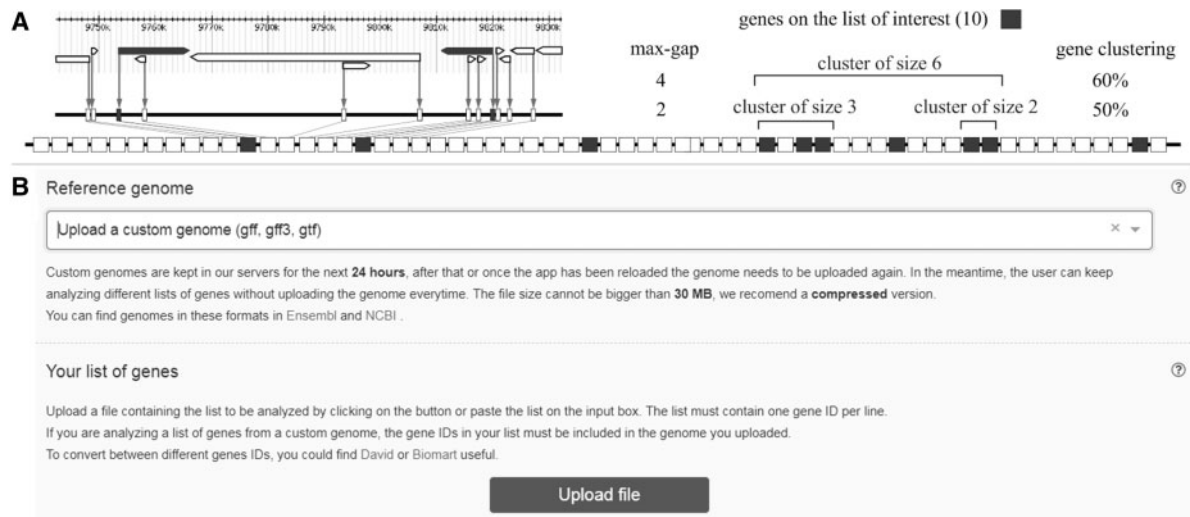 A
9750k 9760k 9770k 9780k 9790k 9800k 9810k 9820k 9830k
genes on the list of interest (10)
max-gap
gene clustering
cluster of size 6
4
60%
2
cluster of size 3
cluster of size 2
50%
B
Reference genome
?
Upload a custom genome (gff, gff3, gtf)
×
Custom genomes are kept in our servers for the next 24 hours, after that or once the app has been reloaded the genome needs to be uploaded again. In the meantime, the user can keep
analyzing different lists of genes without uploading the genome everytime. The file size cannot be bigger than 30 MB, we recomend a compressed version.
You can find genomes in these formats in Ensembl and NCBI .
Your list of genes
?
Upload a file containing the list to be analyzed by clicking on the button or paste the list on the input box. The list must contain one gene ID per line.
If you are analyzing a list of genes from a custom genome, the gene IDs in your list must be included in the genome you uploaded.
To convert between different genes IDs, you could find David or Biomart useful.
Upload file